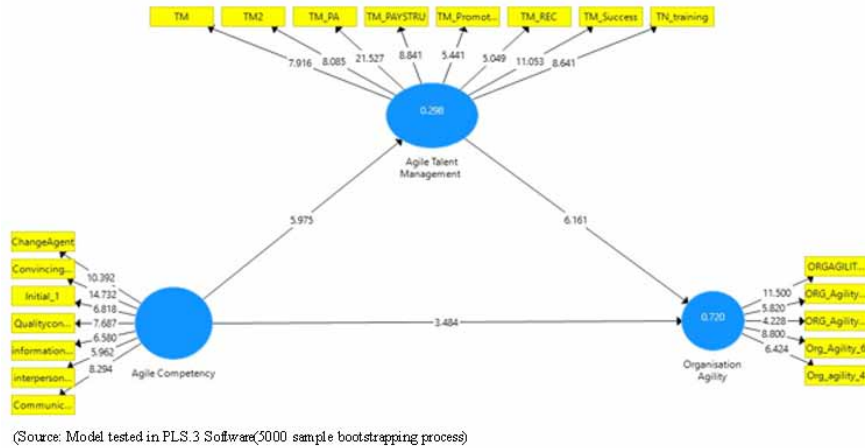 TM
TM2
TM_PA
TM_PAYSTRU
TM_Promot...
TM_REC
TM_Success
TN_training
7.916
8.085
21.527
8.841
5.441
5.049
11.053
8.641
0.298
Agile Talent
Management
5.975
6.161
ChangeAgent
Convincing...
Initial_1
Qualitycon...
information...
interperson...
Communic...
10.392
14.732
6.818
7.687
6.580
5.962
8.294
Agile Competency
3.484
0.720
Organisation
Agility
11.500
5.820
4.228
8.800
6.424
ORGAGILIT...
ORG_Agility...
ORG_Agility...
Org_Agility_6
Org_agility_4
(Source: Model tested in PLS.3 Software(5000 sample bootstrapping process)